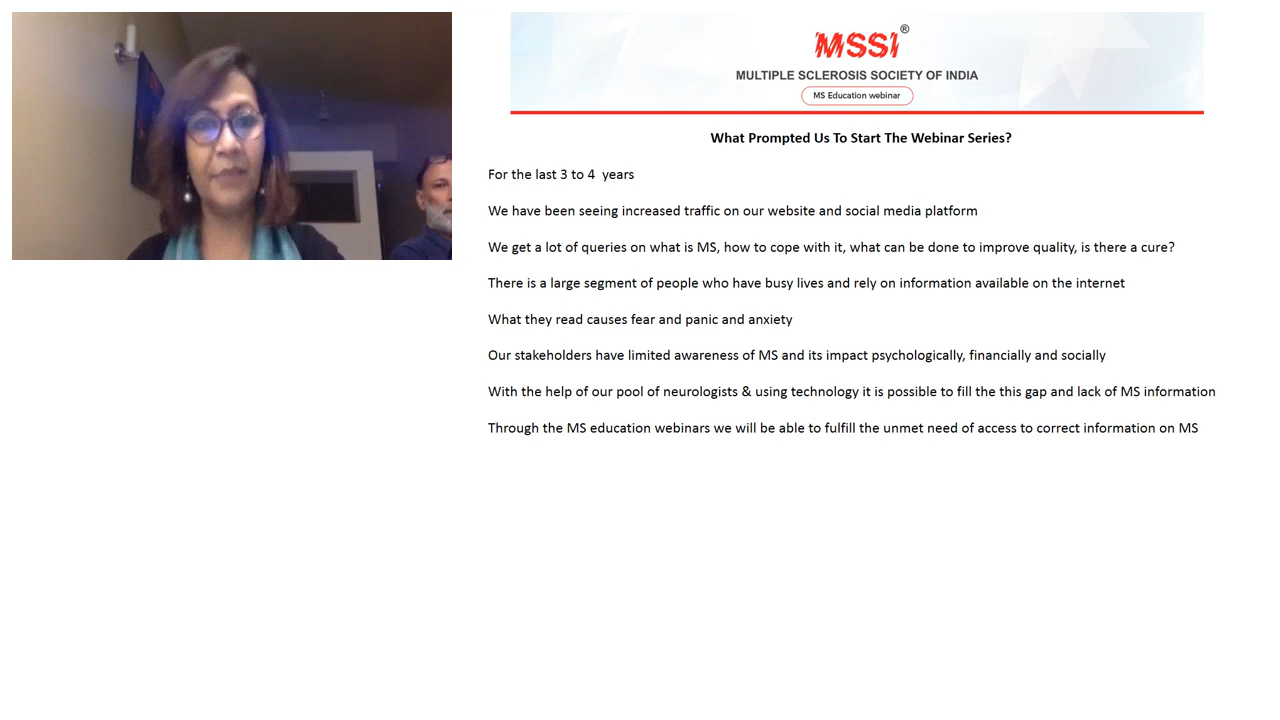 MSSI®
MULTIPLE SCLEROSIS SOCIETY OF INDIA
MS Education webinar
What Prompted Us To Start The Webinar Series?
For the last 3 to 4 years
We have been seeing increased traffic on our website and social media platform
We get a lot of queries on what is MS, how to cope with it, what can be done to improve quality, is there a cure?
There is a large segment of people who have busy lives and rely on information available on the internet
What they read causes fear and panic and anxiety
Our stakeholders have limited awareness of MS and its impact psychologically, financially and socially
With the help of our pool of neurologists & using technology it is possible to fill the this gap and lack of MS information
Through the MS education webinars we will be able to fulfill the unmet need of access to correct information on MS